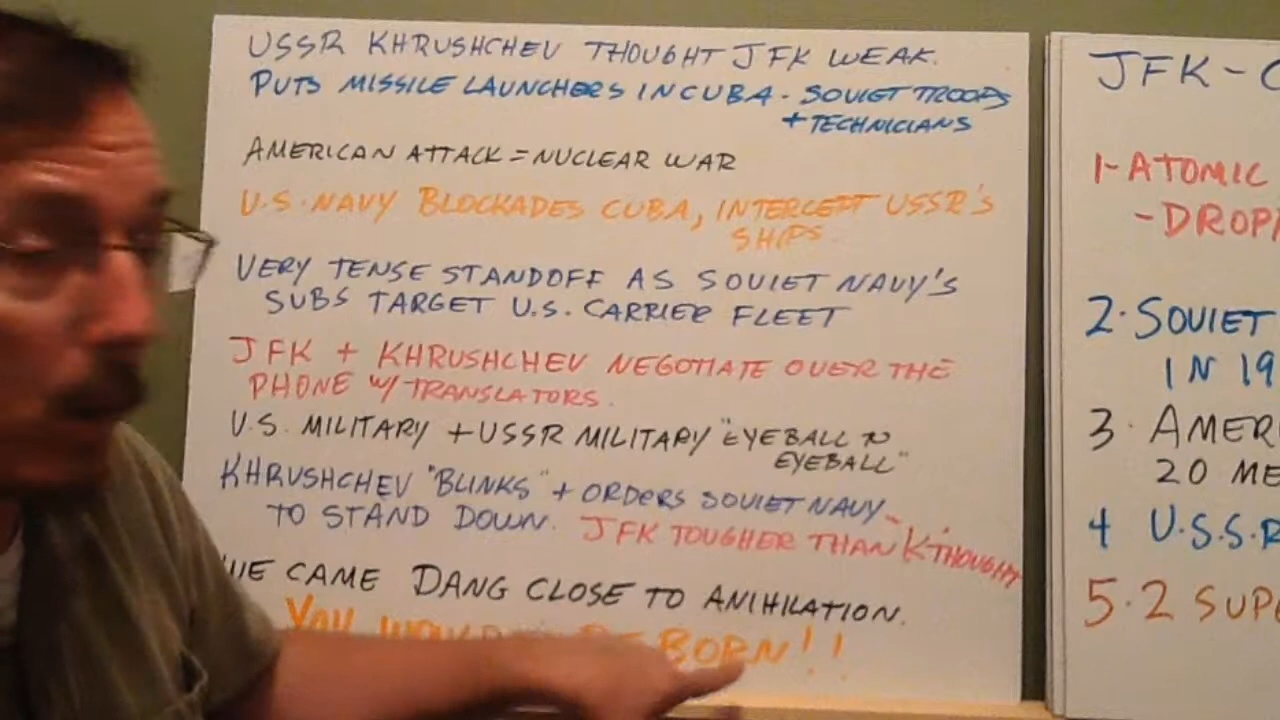 USSR KHRUSHCHEV THOUGHT JFK WEAK.
PUTS MISSILE LAUNCHERS IN CUBA - SOVIET TROOPS
+ TECHNICIANS
AMERICAN ATTACK = NUCLEAR WAR
U.S. NAVY BLOCKADES CUBA, INTERCEPT USSR'S
SHIPS
VERY TENSE STANDOFF AS SOVIET NAVY'S
SUBS TARGET U.S. CARRIER FLEET
JFK + KHRUSHCHEV NEGOTIATE OVER THE
PHONE W/ TRANSLATORS.
U.S. MILITARY + USSR MILITARY "EYEBALL TO
EYEBALL"
KHRUSHCHEV "BLINKS" + ORDERS SOVIET NAVY
TO STAND DOWN. JFK TOUGHER THAN K THOUGHT
WE CAME DANG CLOSE TO ANIHILATION.
YOU BORN!!
JFK - C
1- ATOMIC
- DROP
2. SOVIET
IN 19
3. AMER
20 ME
4 U.S.S.R
5. 2 SUP